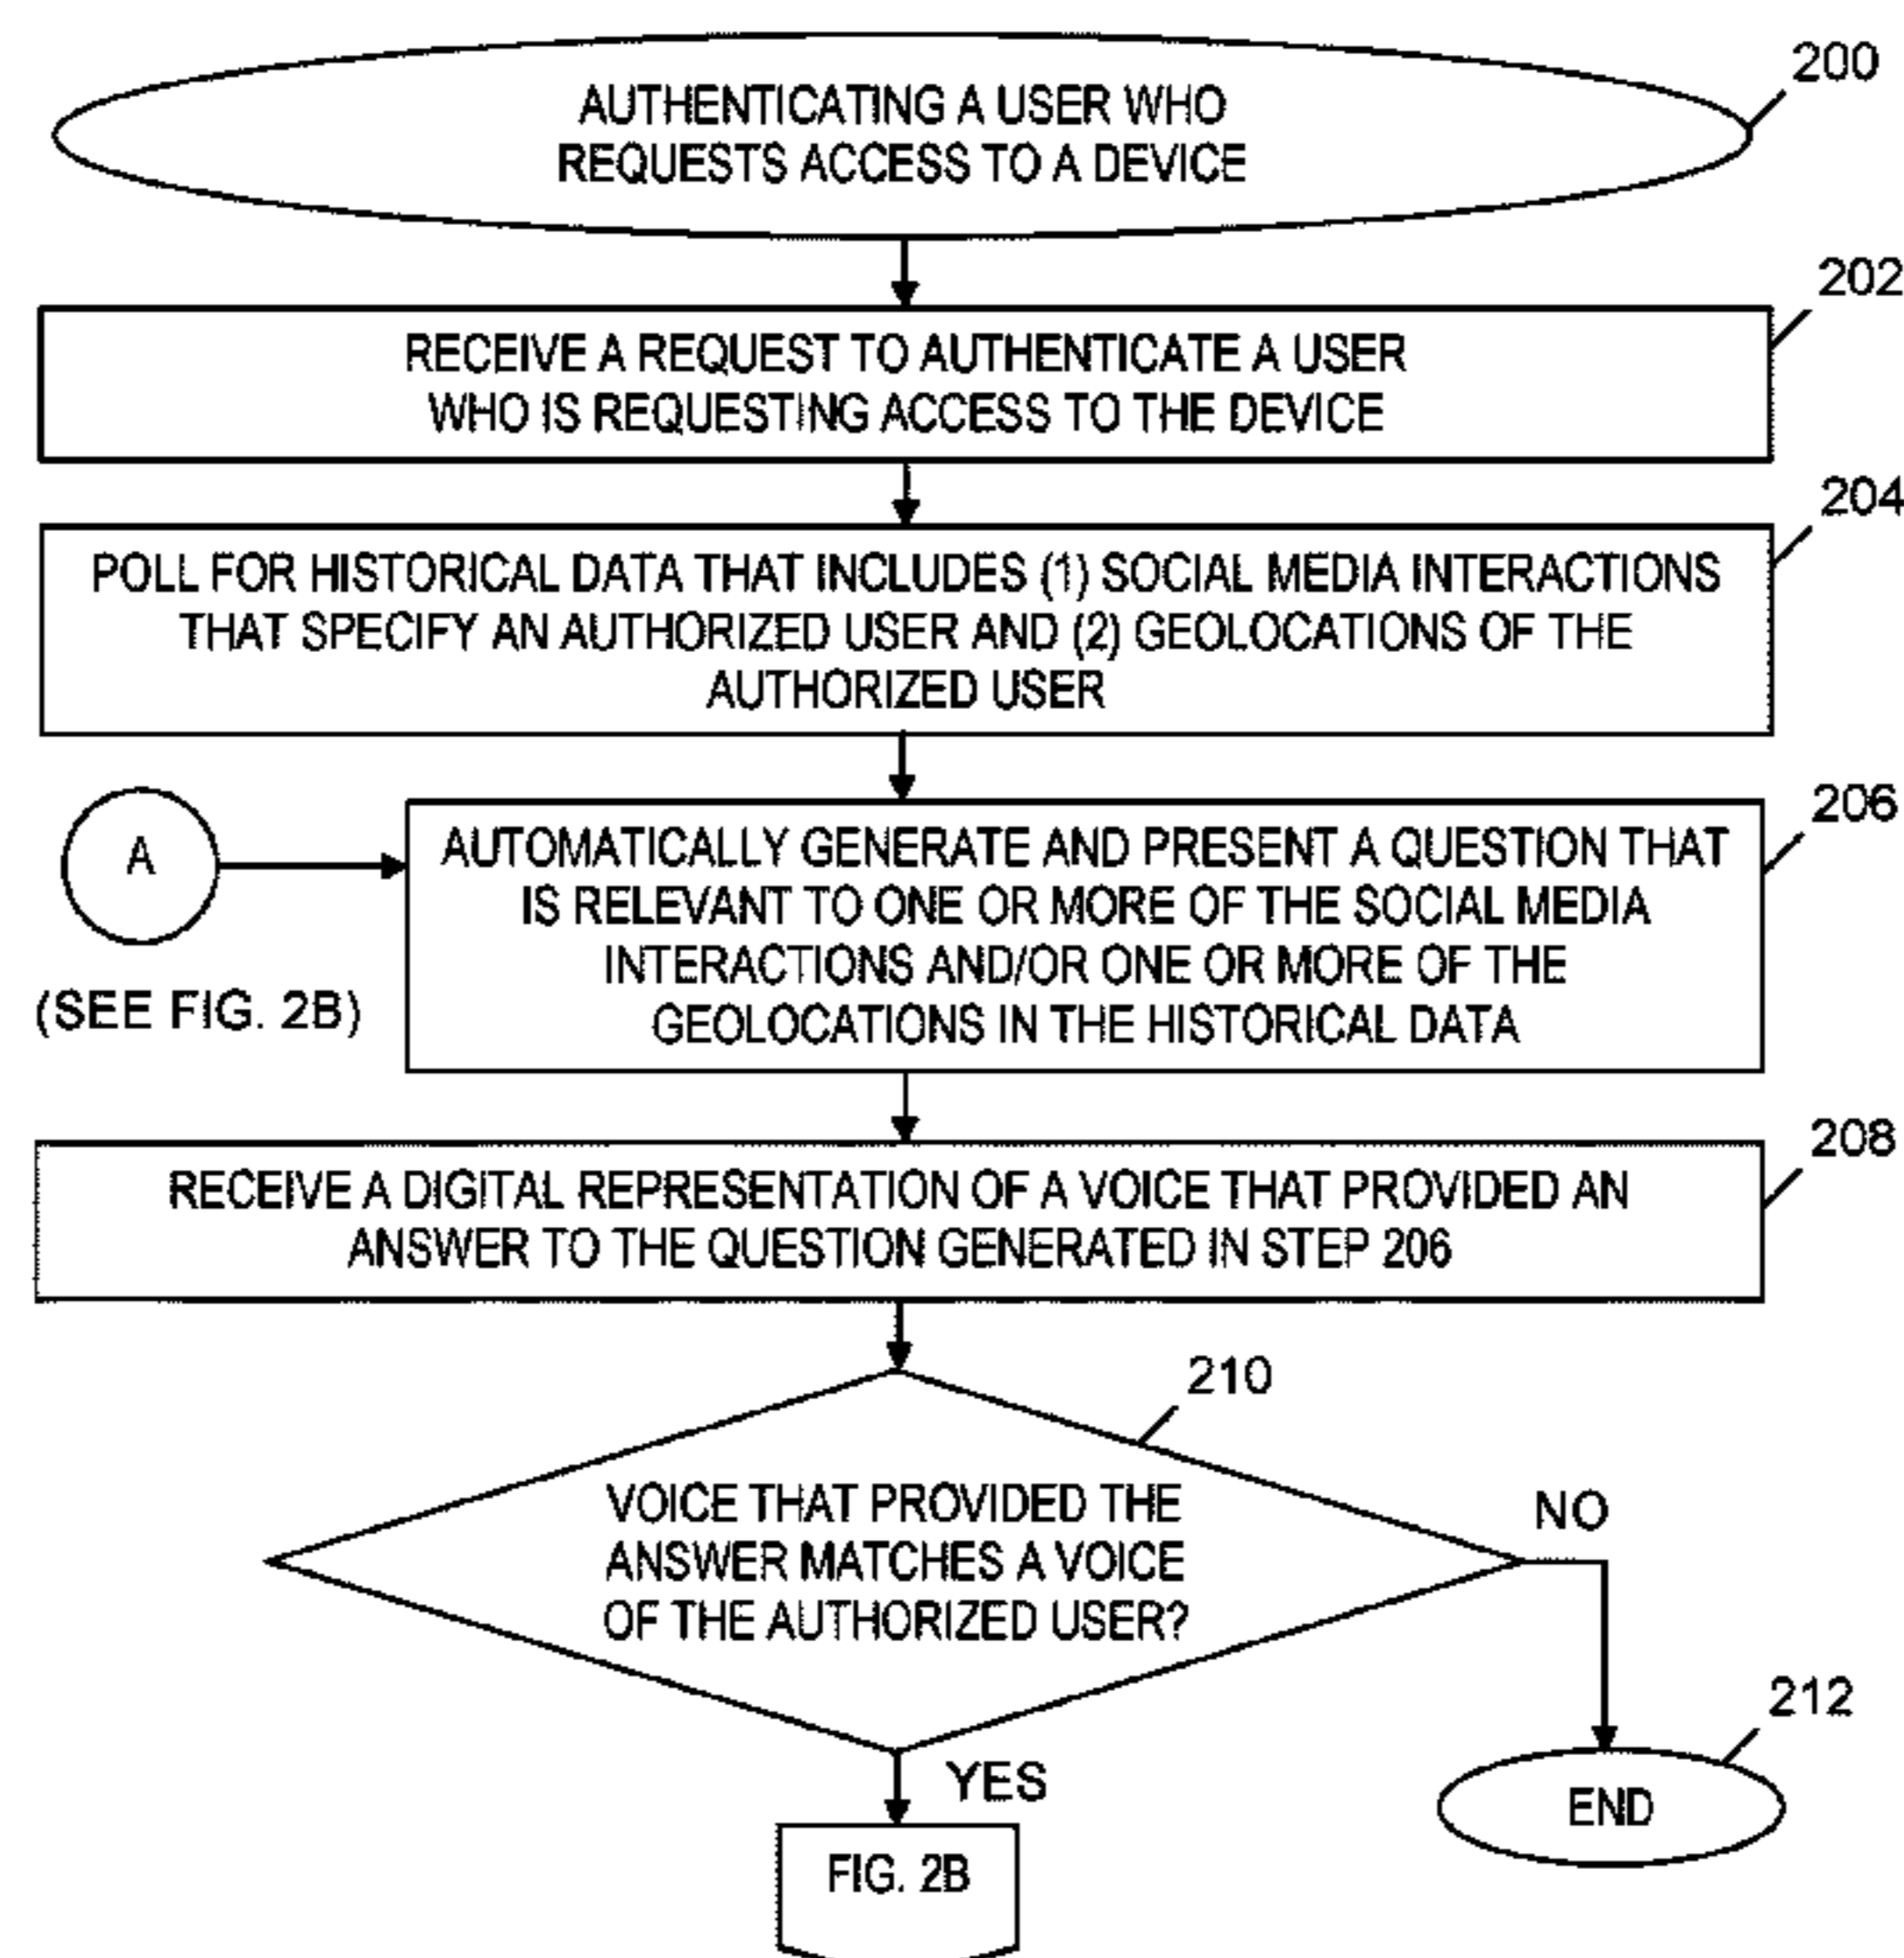 200
AUTHENTICATING A USER WHO
REQUESTS ACCESS TO A DEVICE
202
RECEIVE A REQUEST TO AUTHENTICATE A USER
WHO IS REQUESTING ACCESS TO THE DEVICE
204
POLL FOR HISTORICAL DATA THAT INCLUDES (1) SOCIAL MEDIA INTERACTIONS
THAT SPECIFY AN AUTHORIZED USER AND (2) GEOLOCATIONS OF THE
AUTHORIZED USER
206
A
(SEE FIG. 2B)
AUTOMATICALLY GENERATE AND PRESENT A QUESTION THAT
IS RELEVANT TO ONE OR MORE OF THE SOCIAL MEDIA
INTERACTIONS AND/OR ONE OR MORE OF THE
GEOLOCATIONS IN THE HISTORICAL DATA
208
RECEIVE A DIGITAL REPRESENTATION OF A VOICE THAT PROVIDED AN
ANSWER TO THE QUESTION GENERATED IN STEP 206
210
VOICE THAT PROVIDED THE
ANSWER MATCHES A VOICE
OF THE AUTHORIZED USER?
NO
212
END
YES
FIG. 2B